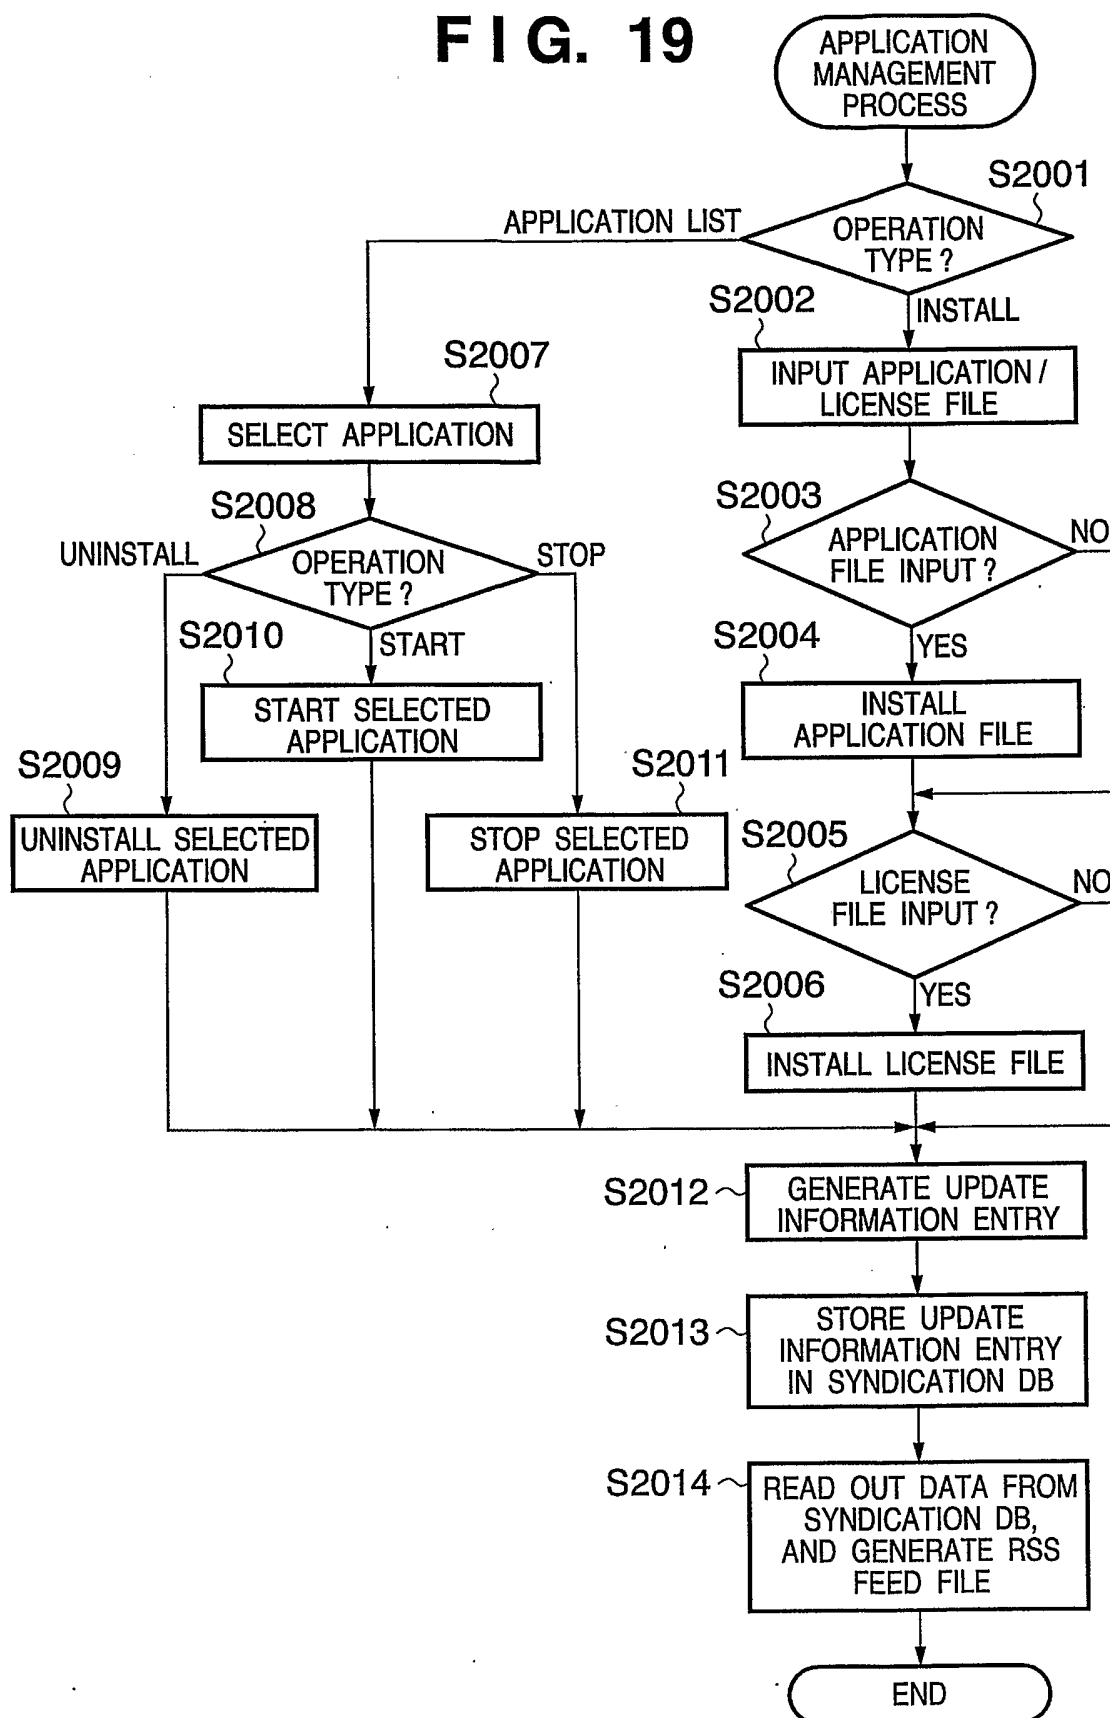 FIG. 19
APPLICATION
MANAGEMENT
PROCESS
S2001
OPERATION
TYPE?
APPLICATION LIST
INSTALL
S2002
INPUT APPLICATION/
LICENSE FILE
S2007
SELECT APPLICATION
S2003
APPLICATION
FILE INPUT?
NO
YES
S2008
OPERATION
TYPE?
UNINSTALL
STOP
START
S2010
START SELECTED
APPLICATION
S2004
INSTALL
APPLICATION FILE
S2009
UNINSTALL SELECTED
APPLICATION
S2011
STOP SELECTED
APPLICATION
S2005
LICENSE
FILE INPUT?
NO
YES
S2006
INSTALL LICENSE FILE
S2012
GENERATE UPDATE
INFORMATION ENTRY
S2013
STORE UPDATE
INFORMATION ENTRY
IN SYNDICATION DB
S2014
READ OUT DATA FROM
SYNDICATION DB,
AND GENERATE RSS
FEED FILE
END